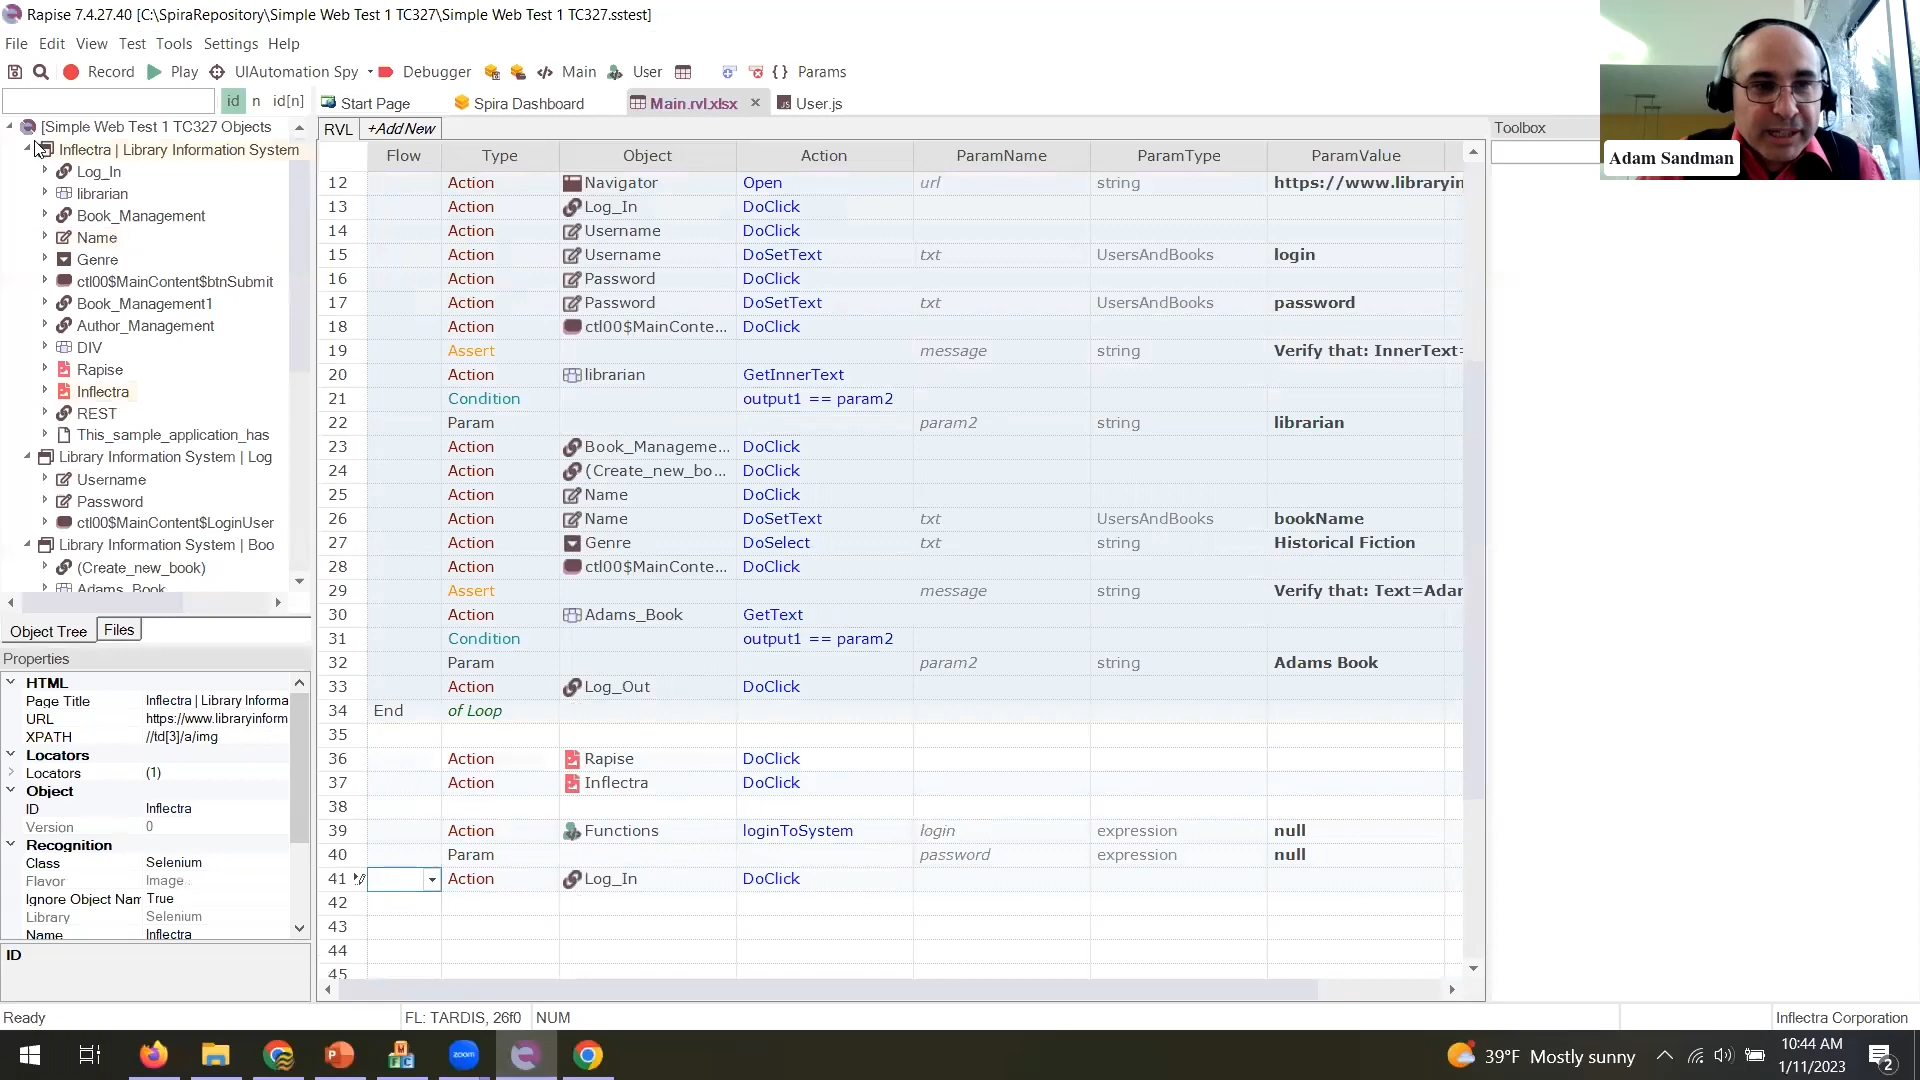 Rapise 7.4.27.40 [C:\SpiraRepository\Simple Web Test 1 TC327\Simple Web Test 1 TC327.sstest]
File Edit View Test Tools Settings Help
Record Play UIAutomation Spy Debugger Main User Params
id n id[n] Start Page Spira Dashboard Main.rvl.xlsx User.js
[Simple Web Test 1 TC327 Objects
Inflectra | Library Information System
Log_In
librarian
Book_Management
Name
Genre
ctl00$MainContent$btnSubmit
Book_Management1
Author_Management
DIV
Rapise
Inflectra
REST
This_sample_application_has
Library Information System | Log
Username
Password
ctl00$MainContent$LoginUser
Library Information System | Boo
(Create_new_book)
Adams_Book
Object Tree Files
Properties
HTML
Page Title Inflectra | Library Informa
URL https://www.libraryinform
XPATH //td[3]/a/img
Locators
Locators (1)
Object
ID Inflectra
Version 0
Recognition
Class Selenium
Flavor Image
Ignore Object Nam True
Library Selenium
Name Inflectra
ID
RVL +Add New
Flow Type Object Action ParamName ParamType ParamValue
12 Action Navigator Open url string https://www.libraryin
13 Action Log_In DoClick
14 Action Username DoClick
15 Action Username DoSetText txt UsersAndBooks login
16 Action Password DoClick
17 Action Password DoSetText txt UsersAndBooks password
18 Action ctl00$MainConte... DoClick
19 Assert message string Verify that: InnerText=
20 Action librarian GetInnerText
21 Condition output1 == param2
22 Param param2 string librarian
23 Action Book_Manageme... DoClick
24 Action (Create_new_bo... DoClick
25 Action Name DoClick
26 Action Name DoSetText txt UsersAndBooks bookName
27 Action Genre DoSelect txt string Historical Fiction
28 Action ctl00$MainConte... DoClick
29 Assert message string Verify that: Text=Adar
30 Action Adams_Book GetText
31 Condition output1 == param2
32 Param param2 string Adams Book
33 Action Log_Out DoClick
34 End of Loop
35
36 Action Rapise DoClick
37 Action Inflectra DoClick
38
39 Action Functions loginToSystem login expression null
40 Param password expression null
41 Action Log_In DoClick
42
43
44
45
Toolbox
Adam Sandman
Ready FL: TARDIS, 26f0 NUM Inflectra Corporation
zoom
39°F Mostly sunny
10:44 AM
1/11/2023
2